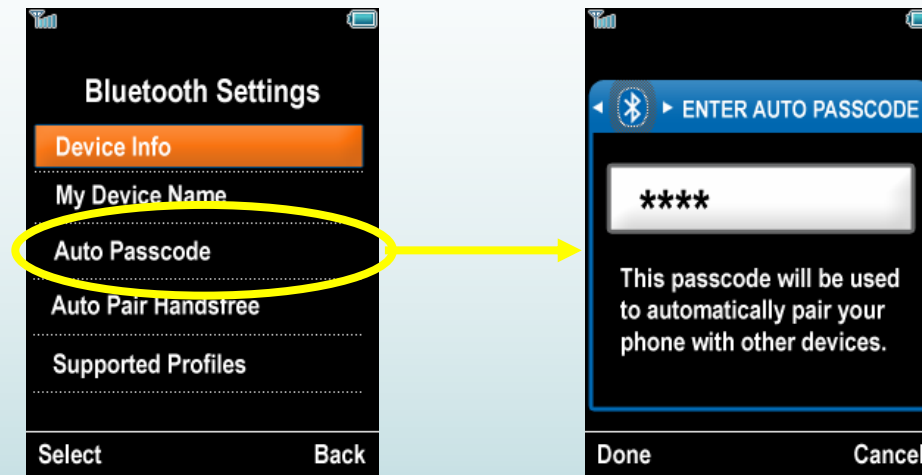 Bluetooth Settings
Device Info
My Device Name
Auto Passcode
Auto Pair Handsfree
Supported Profiles
Select Back
ENTER AUTO PASSCODE
****
This passcode will be used
to automatically pair your
phone with other devices.
Done Cancel